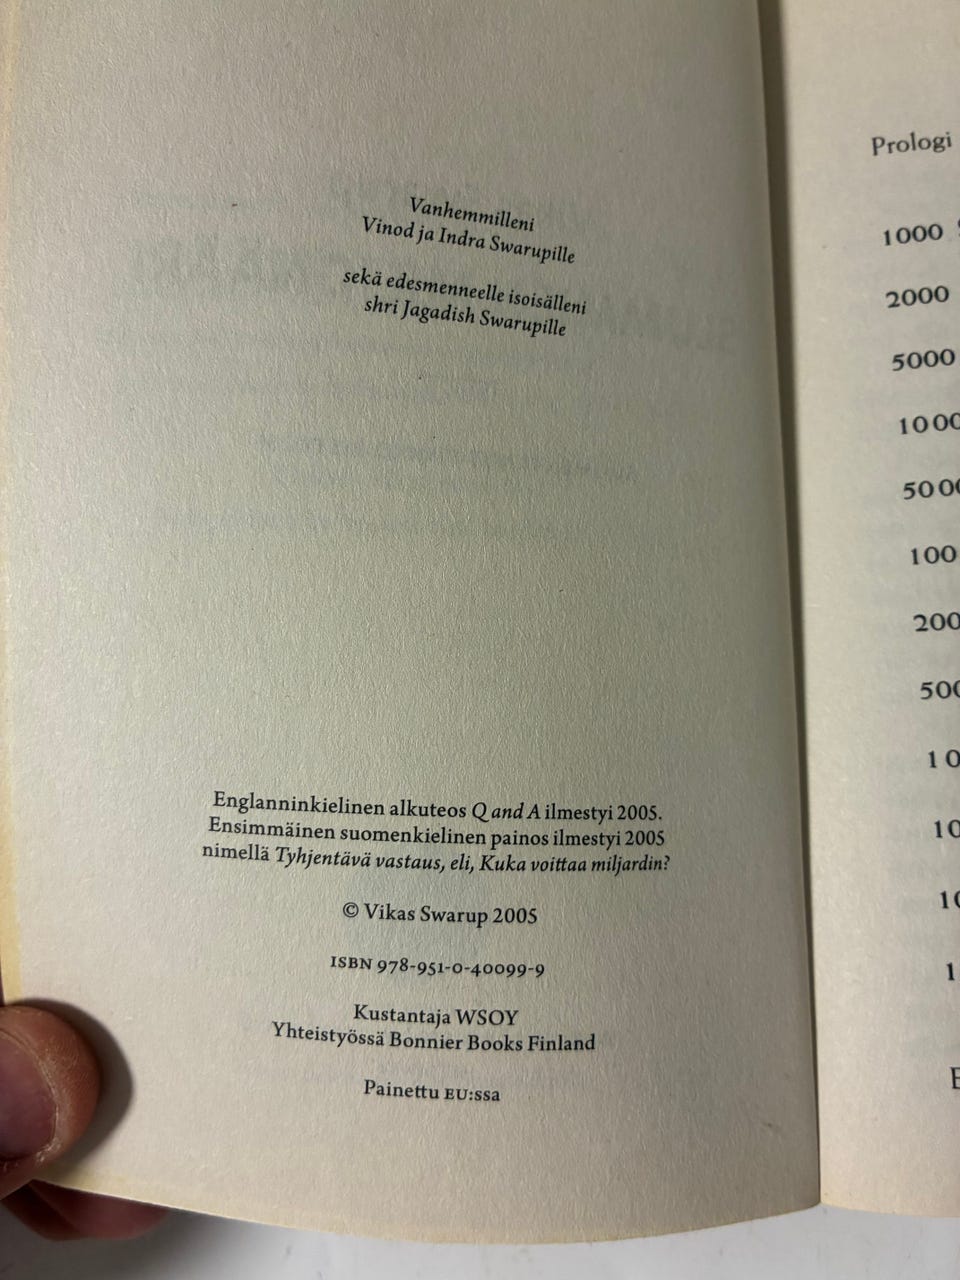 Vanhemmilleni
Vinod ja Indra Swarupille
sekä edesmenneelle isoisälleni
shri Jagadish Swarupille
Englanninkielinen alkuteos Q and A ilmestyi 2005.
Ensimmäinen suomenkielinen painos ilmestyi 2005
nimellä Tyhjentävä vastaus, eli, Kuka voittaa miljardin?
© Vikas Swarup 2005
ISBN 978-951-0-40099-9
Kustantaja WSOY
Yhteistyössä Bonnier Books Finland
Painettu EU:ssa
Prologi
1000
2000
5000